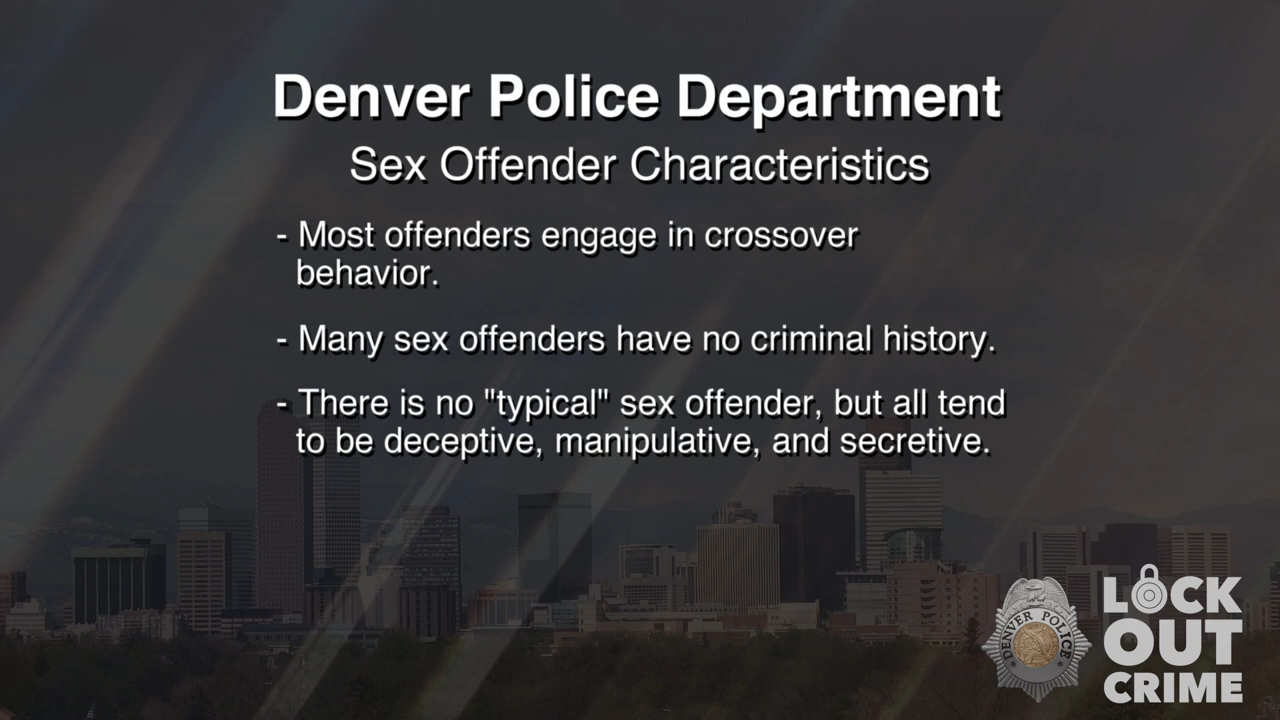 Denver Police Department
Sex Offender Characteristics
- Most offenders engage in crossover
behavior.
- Many sex offenders have no criminal history.
- There is no "typical" sex offender, but all tend
to be deceptive, manipulative, and secretive.
DENVER POLICE
LOCK
OUT
CRIME